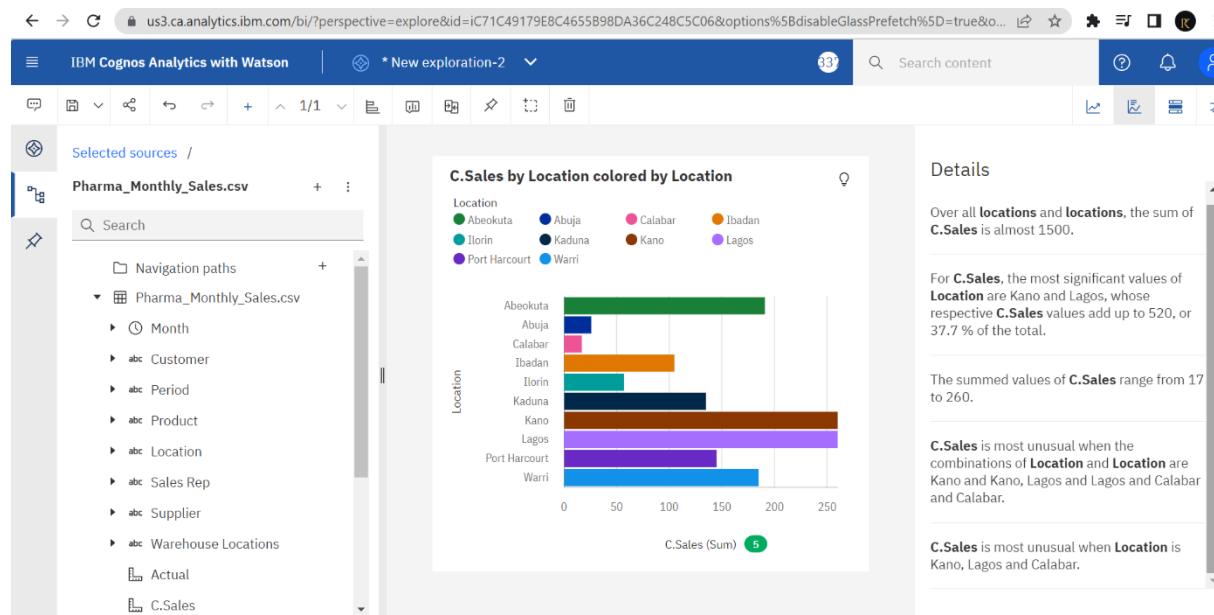 us3.ca.analytics.ibm.com/bi/?perspective=explore&id=iC71C49179E8C4655B98DA36C248C5C06&options%5BdisableGlassPrefetch%5D=true&o...
IBM Cognos Analytics with Watson
* New exploration-2
337
Search content
1/1
Selected sources /
Pharma_Monthly_Sales.csv
Search
Navigation paths
Pharma_Monthly_Sales.csv
Month
abc Customer
abc Period
abc Product
abc Location
abc Sales Rep
abc Supplier
abc Warehouse Locations
Actual
C.Sales
C.Sales by Location colored by Location
Location
Abeokuta Abuja Calabar Ibadan
Ilorin Kaduna Kano Lagos
Port Harcourt Warri
Location
Abeokuta
Abuja
Calabar
Ibadan
Ilorin
Kaduna
Kano
Lagos
Port Harcourt
Warri
0 50 100 150 200 250
C.Sales (Sum) 5
Details
Over all locations and locations, the sum of
C.Sales is almost 1500.
For C.Sales, the most significant values of
Location are Kano and Lagos, whose
respective C.Sales values add up to 520, or
37.7 % of the total.
The summed values of C.Sales range from 17
to 260.
C.Sales is most unusual when the
combinations of Location and Location are
Kano and Kano, Lagos and Lagos and Calabar
and Calabar.
C.Sales is most unusual when Location is
Kano, Lagos and Calabar.